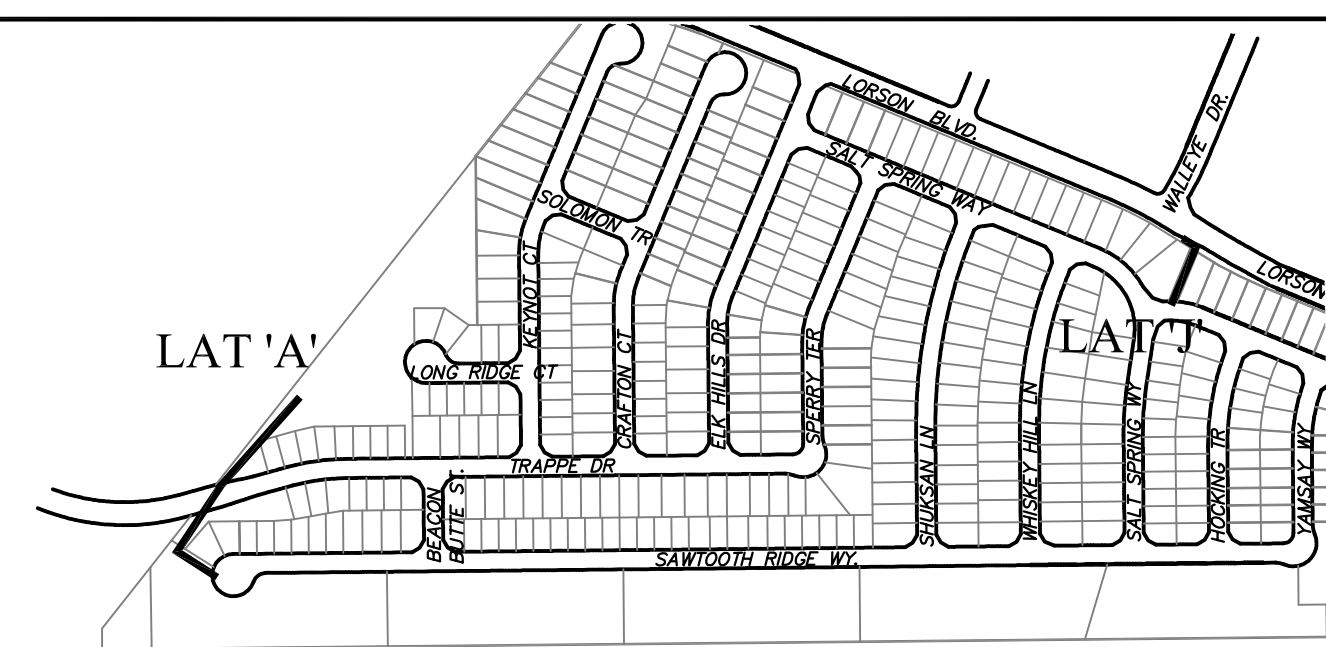 LORSON BLVD.
WALLEYE DR.
SALT SPRING WAY
SOLOMON TR
LORSON
KEYNOT CT
LAT 'A'
LAT 'J'
LONG RIDGE CT
CRAFTON CT
ELK HILLS DR
SPERRY TER
SHUKSAN LN
WHISKEY HILL LN
SALT SPRING WY
HOCKING TR
YAMSAY WY
TRAPPE DR
BEACON
BUTTE ST.
SAWTOOTH RIDGE WY.